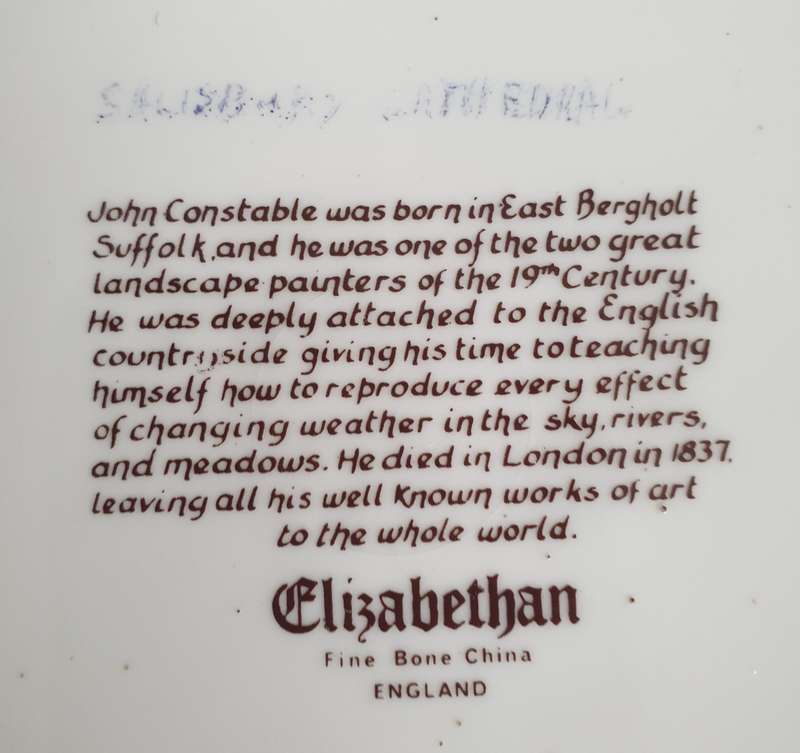 John Constable was born in East Bergholt
Suffolk, and he was one of the two great
landscape painters of the 19th Century.
He was deeply attached to the English
countryside giving his time to teaching
himself how to reproduce every effect
of changing weather in the sky, rivers,
and meadows. He died in London in 1837.
leaving all his well known works of art
to the whole world.
Elizabethan
Fine Bone China
ENGLAND